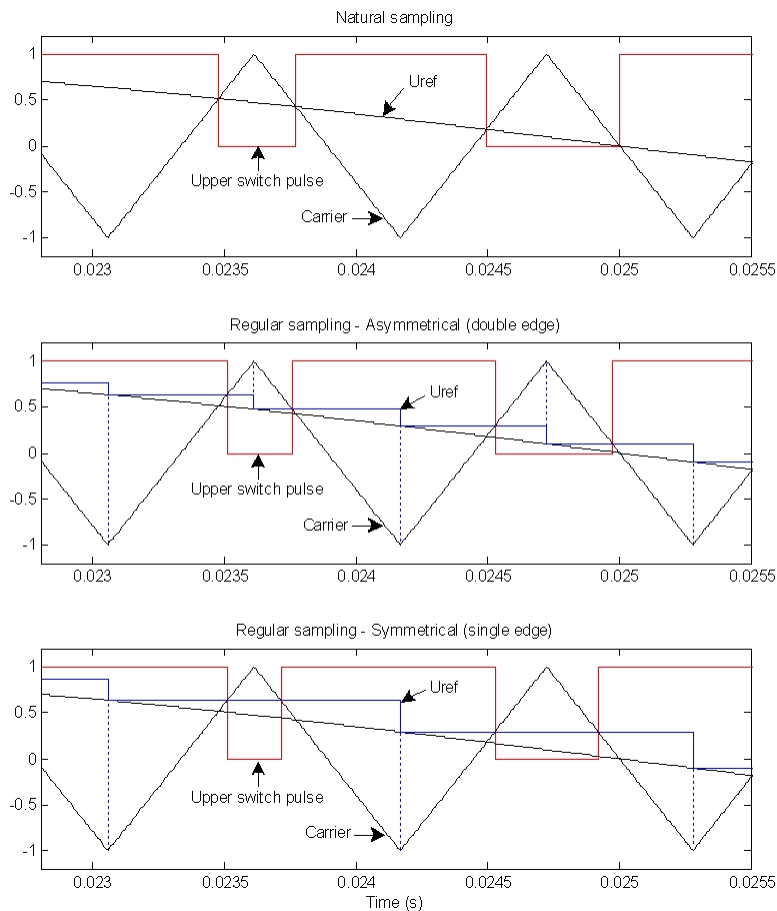 Natural sampling
1
0.5
0
-0.5
-1
Uref
Upper switch pulse
Carrier
0.023 0.0235 0.024 0.0245 0.025 0.0255
Regular sampling - Asymmetrical (double edge)
1
0.5
0
-0.5
-1
Uref
Upper switch pulse
Carrier
0.023 0.0235 0.024 0.0245 0.025 0.0255
Regular sampling - Symmetrical (single edge)
1
0.5
0
-0.5
-1
Uref
Upper switch pulse
Carrier
0.023 0.0235 0.024 0.0245 0.025 0.0255
Time (s)